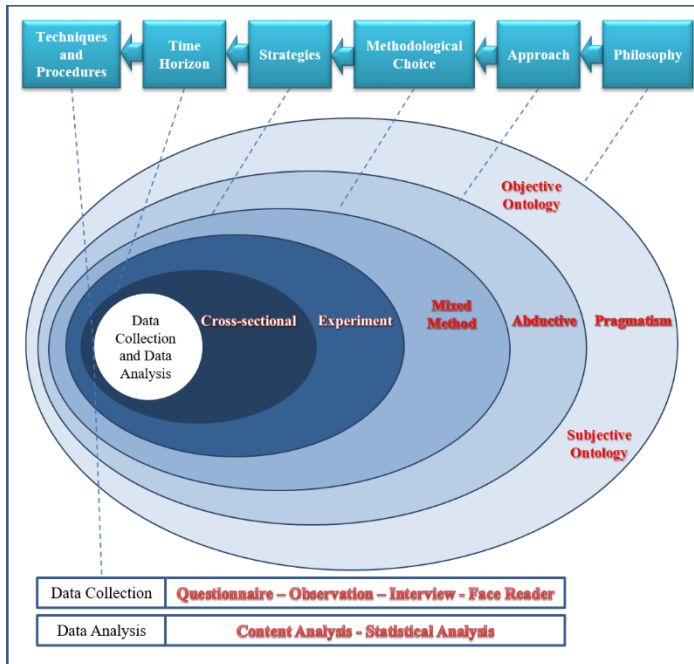 Techniques
and
Procedures
Time
Horizon
Strategies
Methodological
Choice
Approach
Philosophy
Objective
Ontology
Data
Collection
and Data
Analysis
Cross-sectional
Experiment
Mixed
Method
Abductive
Pragmatism
Subjective
Ontology
Data Collection
Questionnaire – Observation – Interview - Face Reader
Data Analysis
Content Analysis - Statistical Analysis